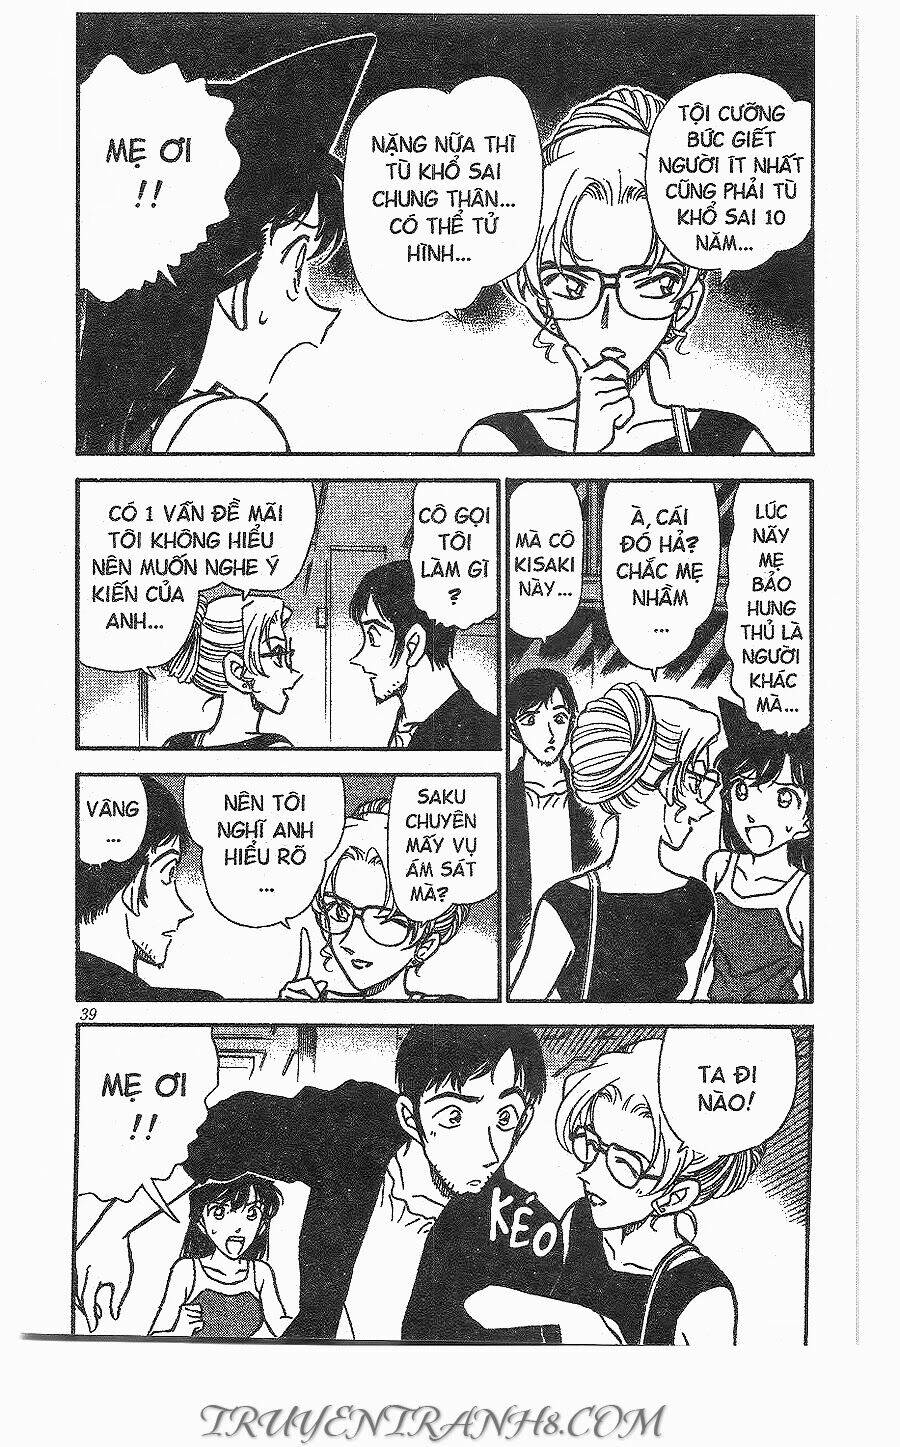 TỘI CƯỠNG
BỨC GIẾT
NGƯỜI ÍT NHẤT
CŨNG PHẢI TÙ
KHỔ SAI 10
NĂM...
NẶNG NỮA THÌ
TÙ KHỔ SAI
CHUNG THÂN...
CÓ THỂ TỬ
HÌNH...
MẸ ƠI
!!
LÚC
NÃY
MẸ
BẢO
HUNG
THỦ LÀ
NGƯỜI
KHÁC
MÀ...
À, CÁI
ĐÓ HẢ?
CHẮC MẸ
NHẦM
...
MÀ CÔ
KISAKI
NÀY...
CÔ GỌI
TÔI
LÀM GÌ
?
CÓ 1 VẤN ĐỀ MÃI
TÔI KHÔNG HIỂU
NÊN MUỐN NGHE Ý
KIẾN CỦA
ANH...
SAKU
CHUYÊN
MẤY VỤ
ÁM SÁT
MÀ?
NÊN TÔI
NGHĨ ANH
HIỂU RÕ
...
VÂNG
...
39
TA ĐI
NÀO!
KÉO!
MẸ ƠI
!!
TRUYENTRANH8.COM